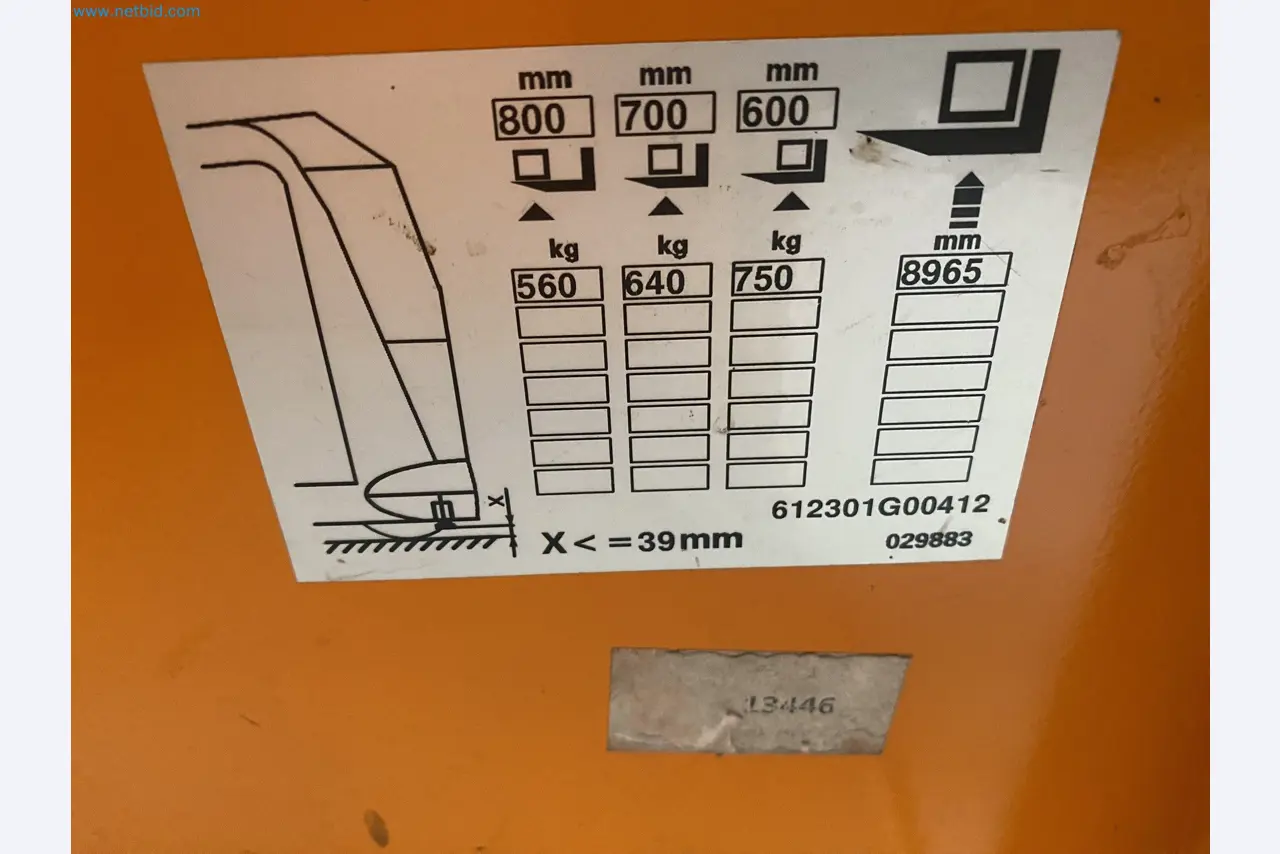 www.netbid.com
mm mm mm
800 700 600
kg kg kg mm
560 640 750 8965
X
612301G00412
X < = 39mm
029883
13446